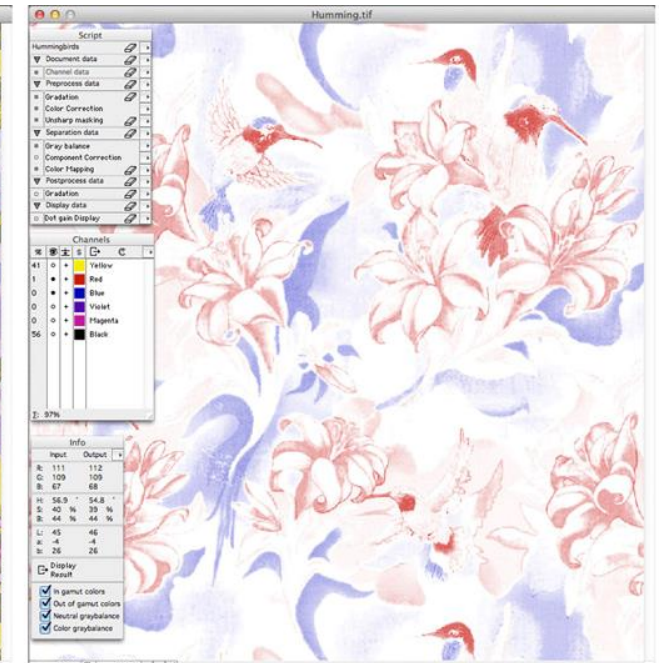 Humming.tif
Script
Hummingbirds
Document data
Channel data
Preprocess data
Gradation
Color Correction
Unsharp masking
Separation data
Gray balance
Component Correction
Color Mapping
Postprocess data
Gradation
Display data
Dot gain Display
Channels
% S
41 + Yellow
1 + Red
0 + Blue
0 + Violet
0 + Magenta
56 + Black
Σ: 97%
Info
Input Output
R: 111 112
G: 109 109
B: 67 68
H: 56.9 ° 54.8 °
S: 40 % 39 %
B: 44 % 44 %
L: 45 46
a: -4 -4
b: 26 26
Display
Result
In gamut colors
Out of gamut colors
Neutral graybalance
Color graybalance